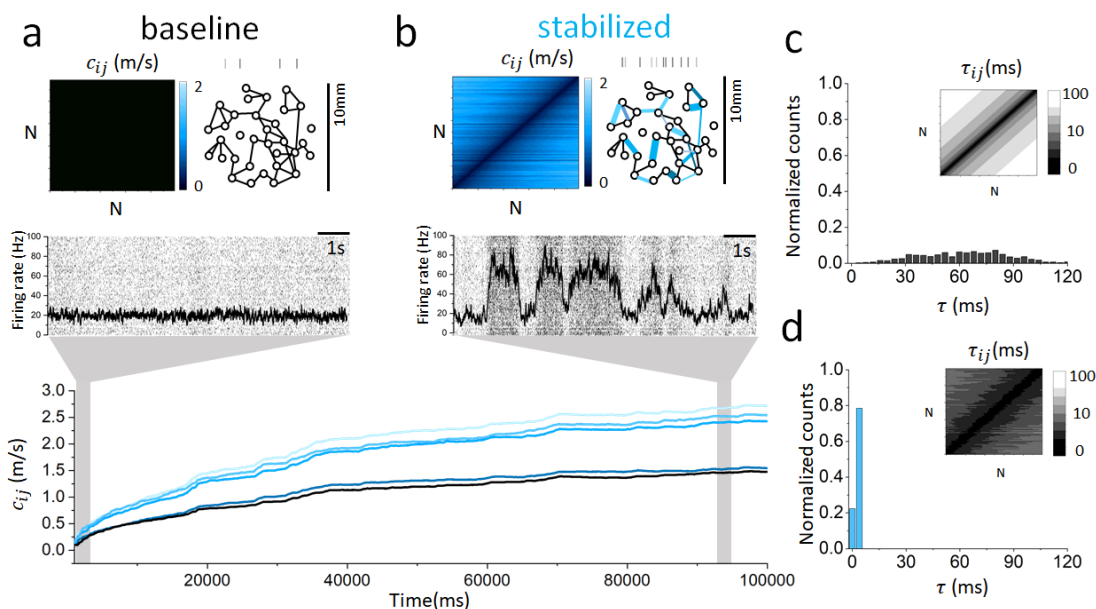 a
baseline
c_ij (m/s)
2
0
N
N
10mm
Firing rate (Hz)
100
80
60
40
20
0
1s
b
stabilized
c_ij (m/s)
2
0
N
N
10mm
Firing rate (Hz)
100
80
60
40
20
0
1s
c_ij (m/s)
3.0
2.5
2.0
1.5
1.0
0.5
0.0
20000 40000 60000 80000 100000
Time(ms)
c
Normalized counts
1.0
0.8
0.6
0.4
0.2
0.0
τ_ij (ms)
100
10
0
N
N
0 30 60 90 120
τ (ms)
d
Normalized counts
1.0
0.8
0.6
0.4
0.2
0.0
τ_ij(ms)
100
10
0
N
N
0 15 30 45 60 120
τ (ms)